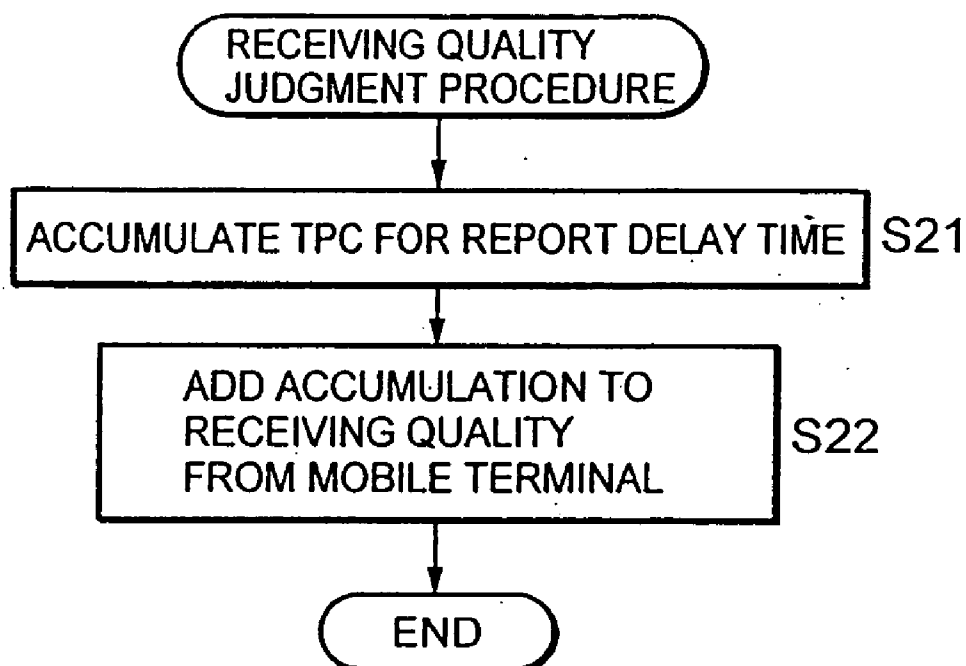 RECEIVING QUALITY
JUDGMENT PROCEDURE
ACCUMULATE TPC FOR REPORT DELAY TIME
S21
ADD ACCUMULATION TO
RECEIVING QUALITY
FROM MOBILE TERMINAL
S22
END